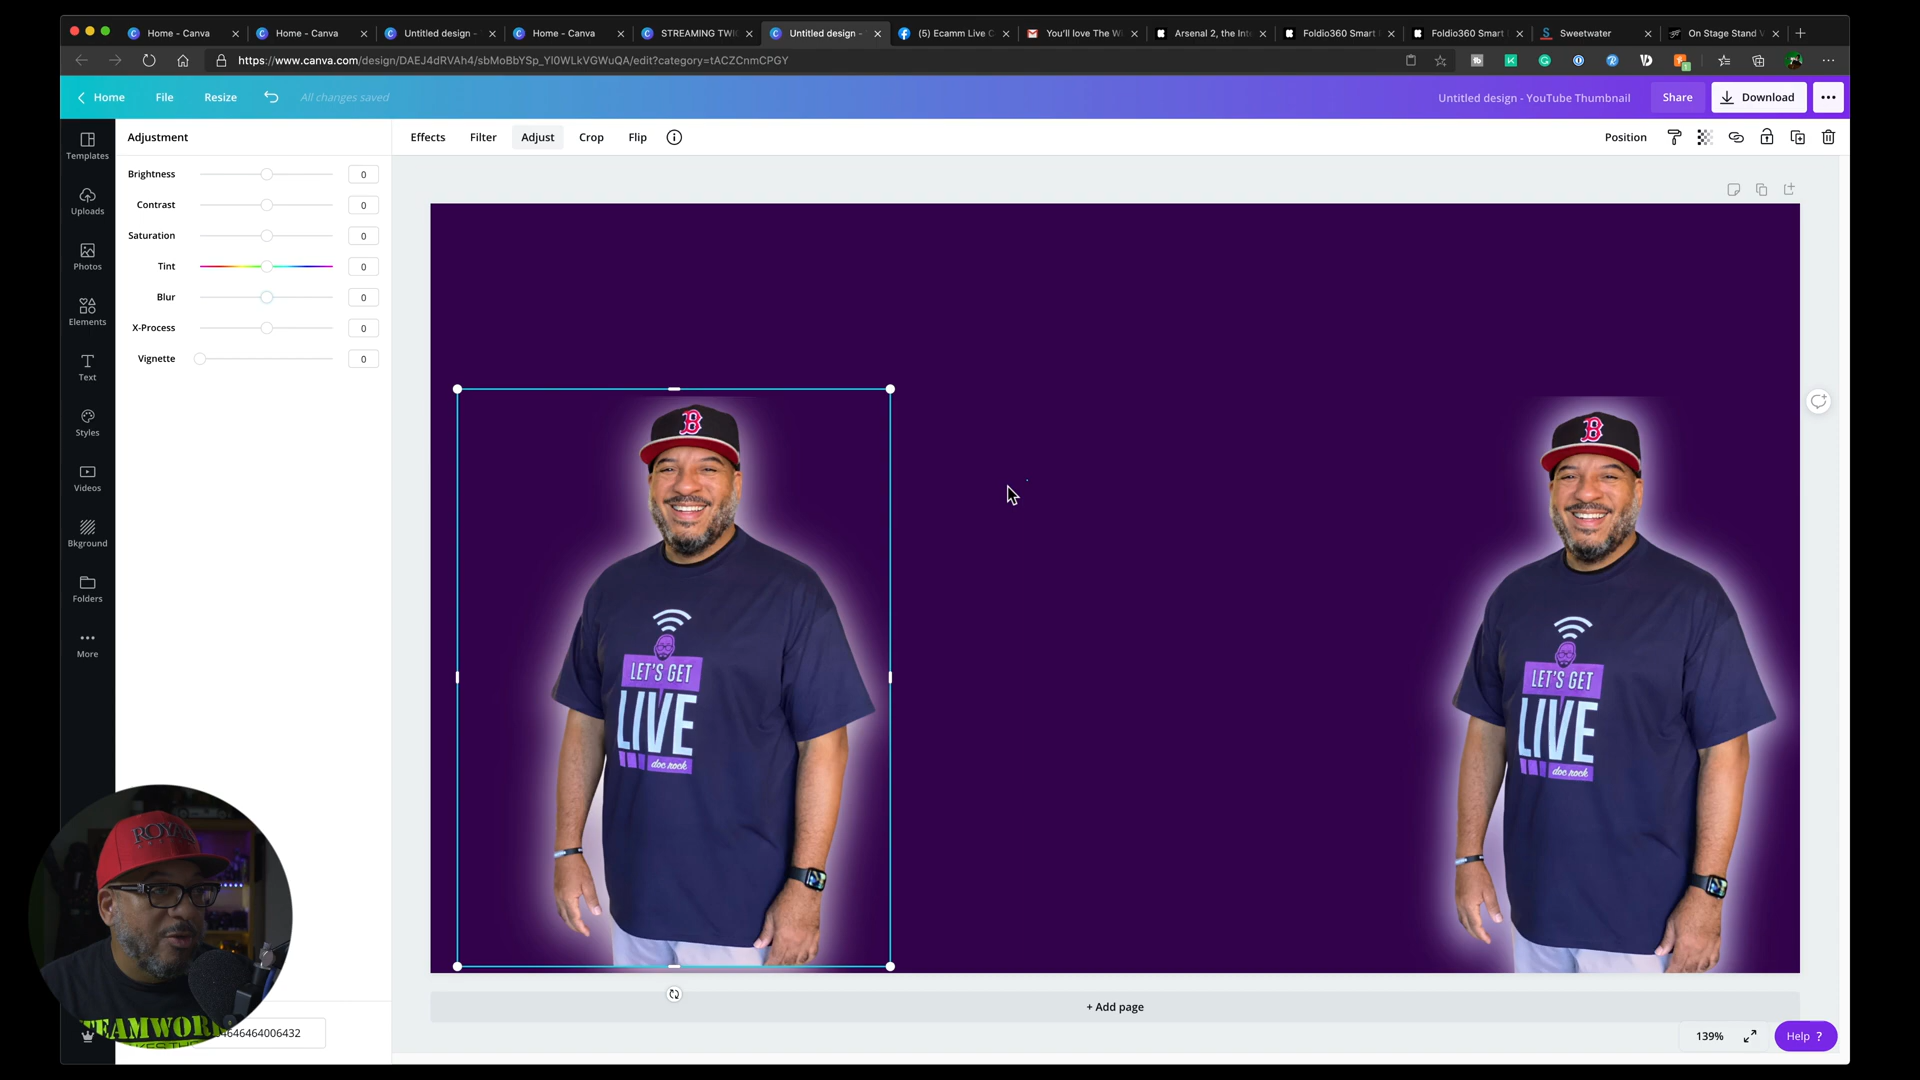 Home - Canva
Home - Canva
Untitled design -
Home - Canva
STREAMING TWI
Untitled design -
(5) Ecamm Live C
You'll love The W
Arsenal 2, the Int
Foldio360 Smart
Foldio360 Smart
Sweetwater
On Stage Stand V
https://www.canva.com/design/DAEJ4dRVAh4/sbMoBbYSp_YI0WLkVGWuQA/edit?category=tACZCnmCPGY
Home
File
Resize
All changes saved
Untitled design - YouTube Thumbnail
Share
Download
Templates
Uploads
Photos
Elements
Text
Styles
Videos
Bkground
Folders
More
Adjustment
Brightness 0
Contrast 0
Saturation 0
Tint 0
Blur 0
X-Process 0
Vignette 0
Effects
Filter
Adjust
Crop
Flip
Position
B
LET'S GET
LIVE
doc rock
B
LET'S GET
LIVE
doc rock
+ Add page
139%
Help ?
ROYAL
TEAMWORK
4646464006432